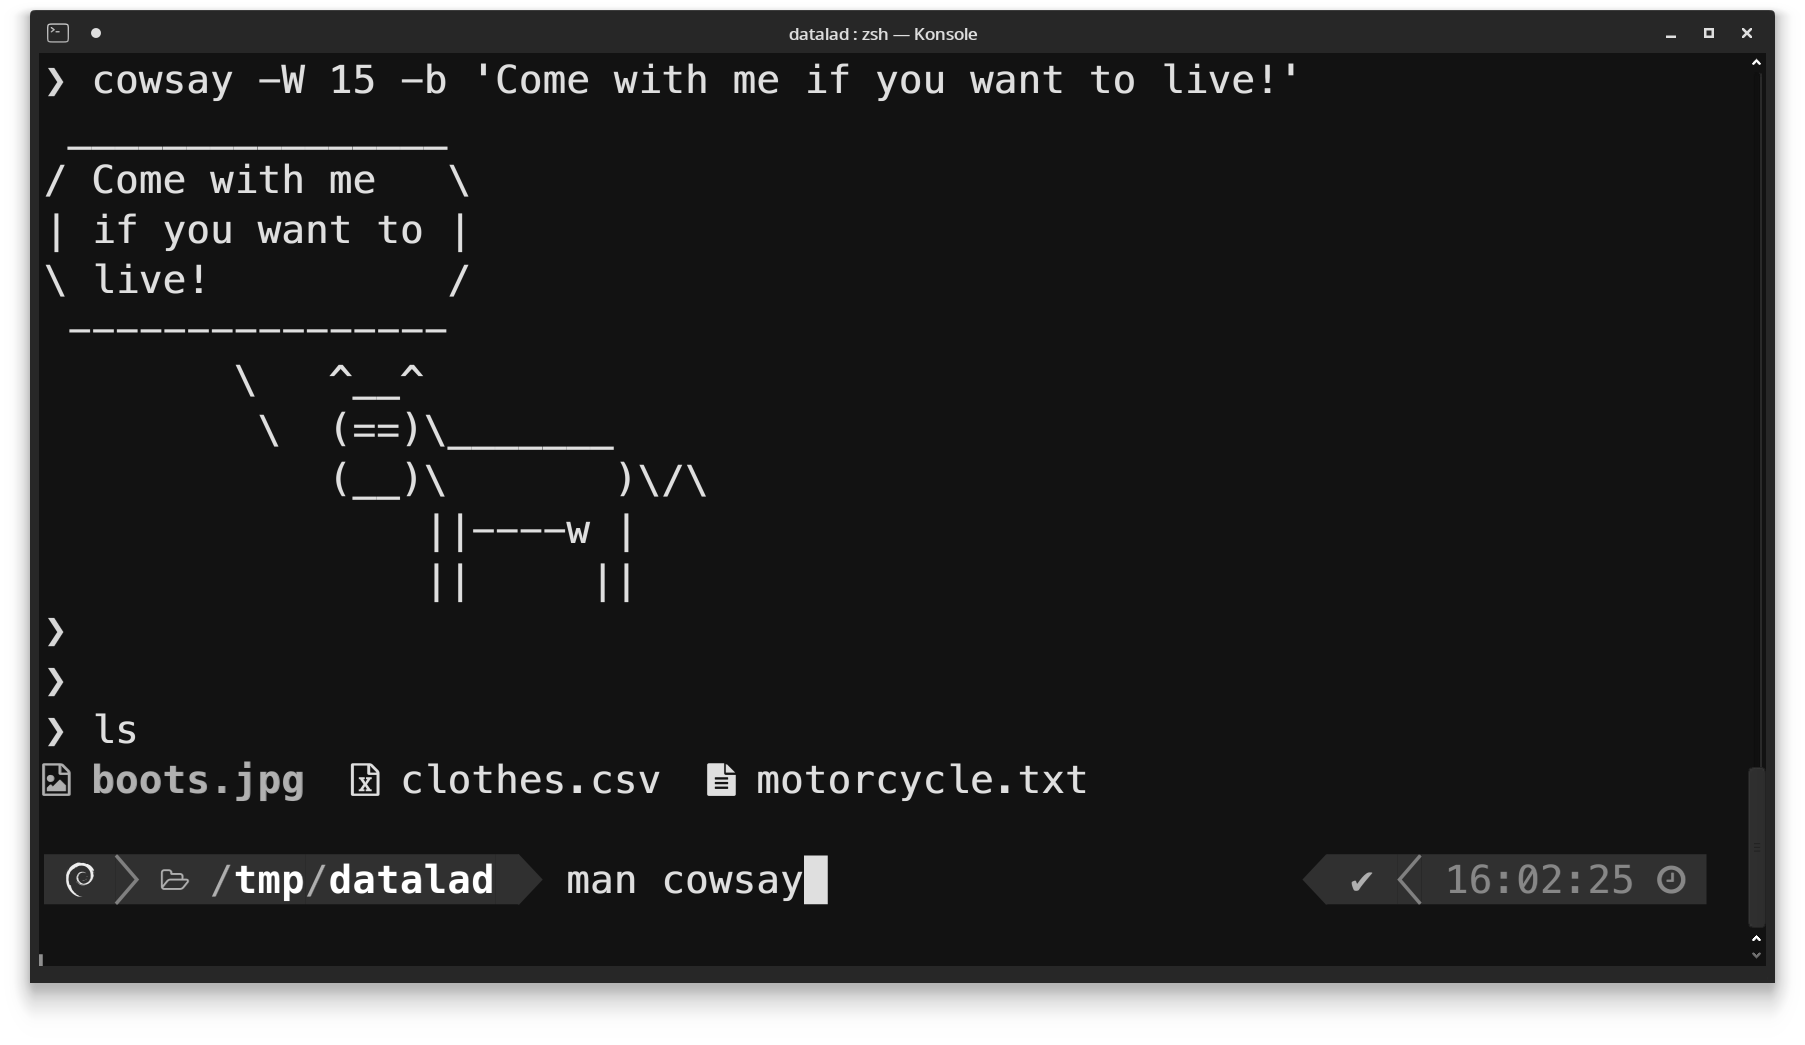 datalad : zsh — Konsole
❯ cowsay -W 15 -b 'Come with me if you want to live!'
 ________________
/ Come with me   \
| if you want to |
\ live!          /
 ----------------
        \   ^__^
         \  (==)\_______
            (__)\       )\/\
                ||----w |
                ||     ||
❯
❯
❯ ls
boots.jpg  clothes.csv  motorcycle.txt
/tmp/datalad  man cowsay  ✔  16:02:25